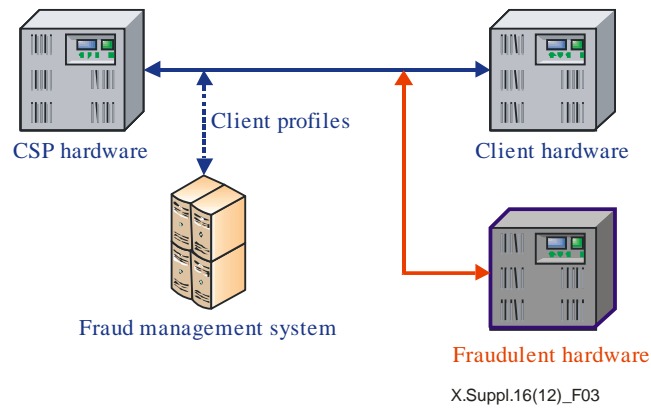 Client profiles
CSP hardware
Client hardware
Fraud management system
Fraudulent hardware
X.Suppl.16(12)_F03